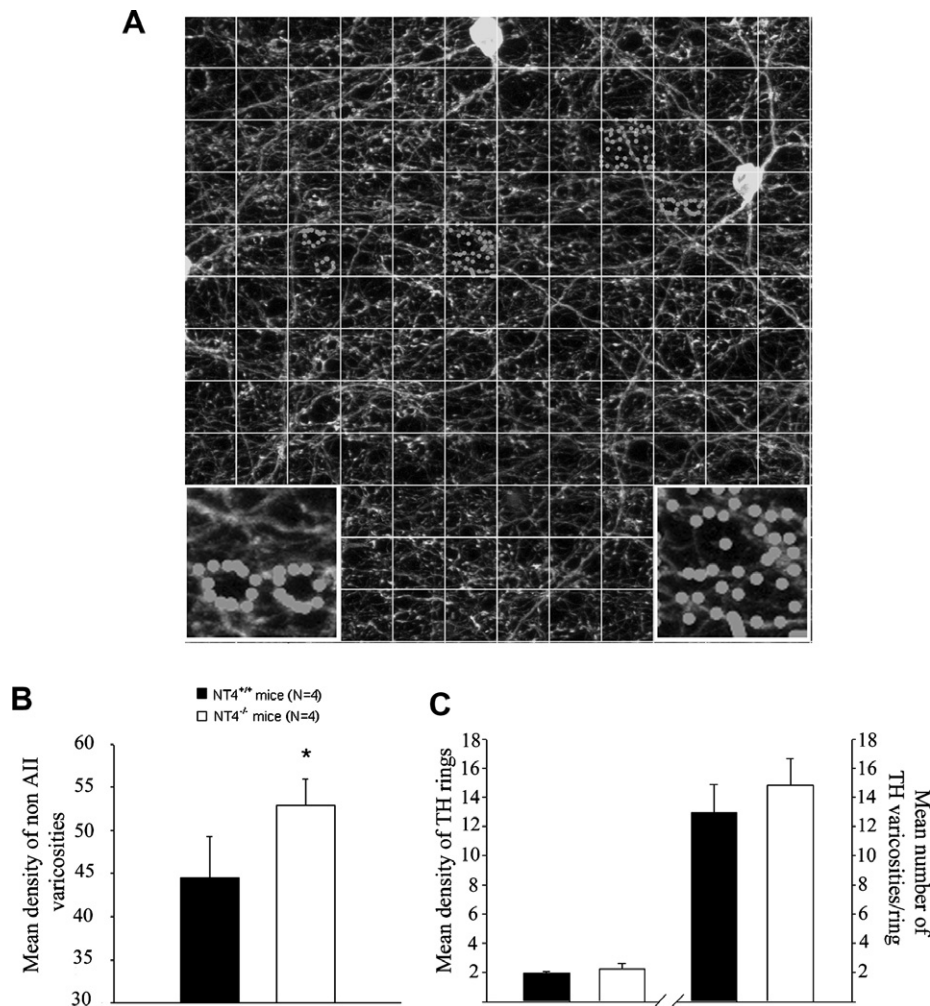 A
B
NT4+/+ mice (N=4)
NT4-/- mice (N=4)
Mean density of non AII
varicosities
60
55
50
45
40
35
30
*
C
Mean density of TH rings
18
16
14
12
10
8
6
4
2
18
16
14
12
10
8
6
4
2
Mean number of
TH varicosities/ring